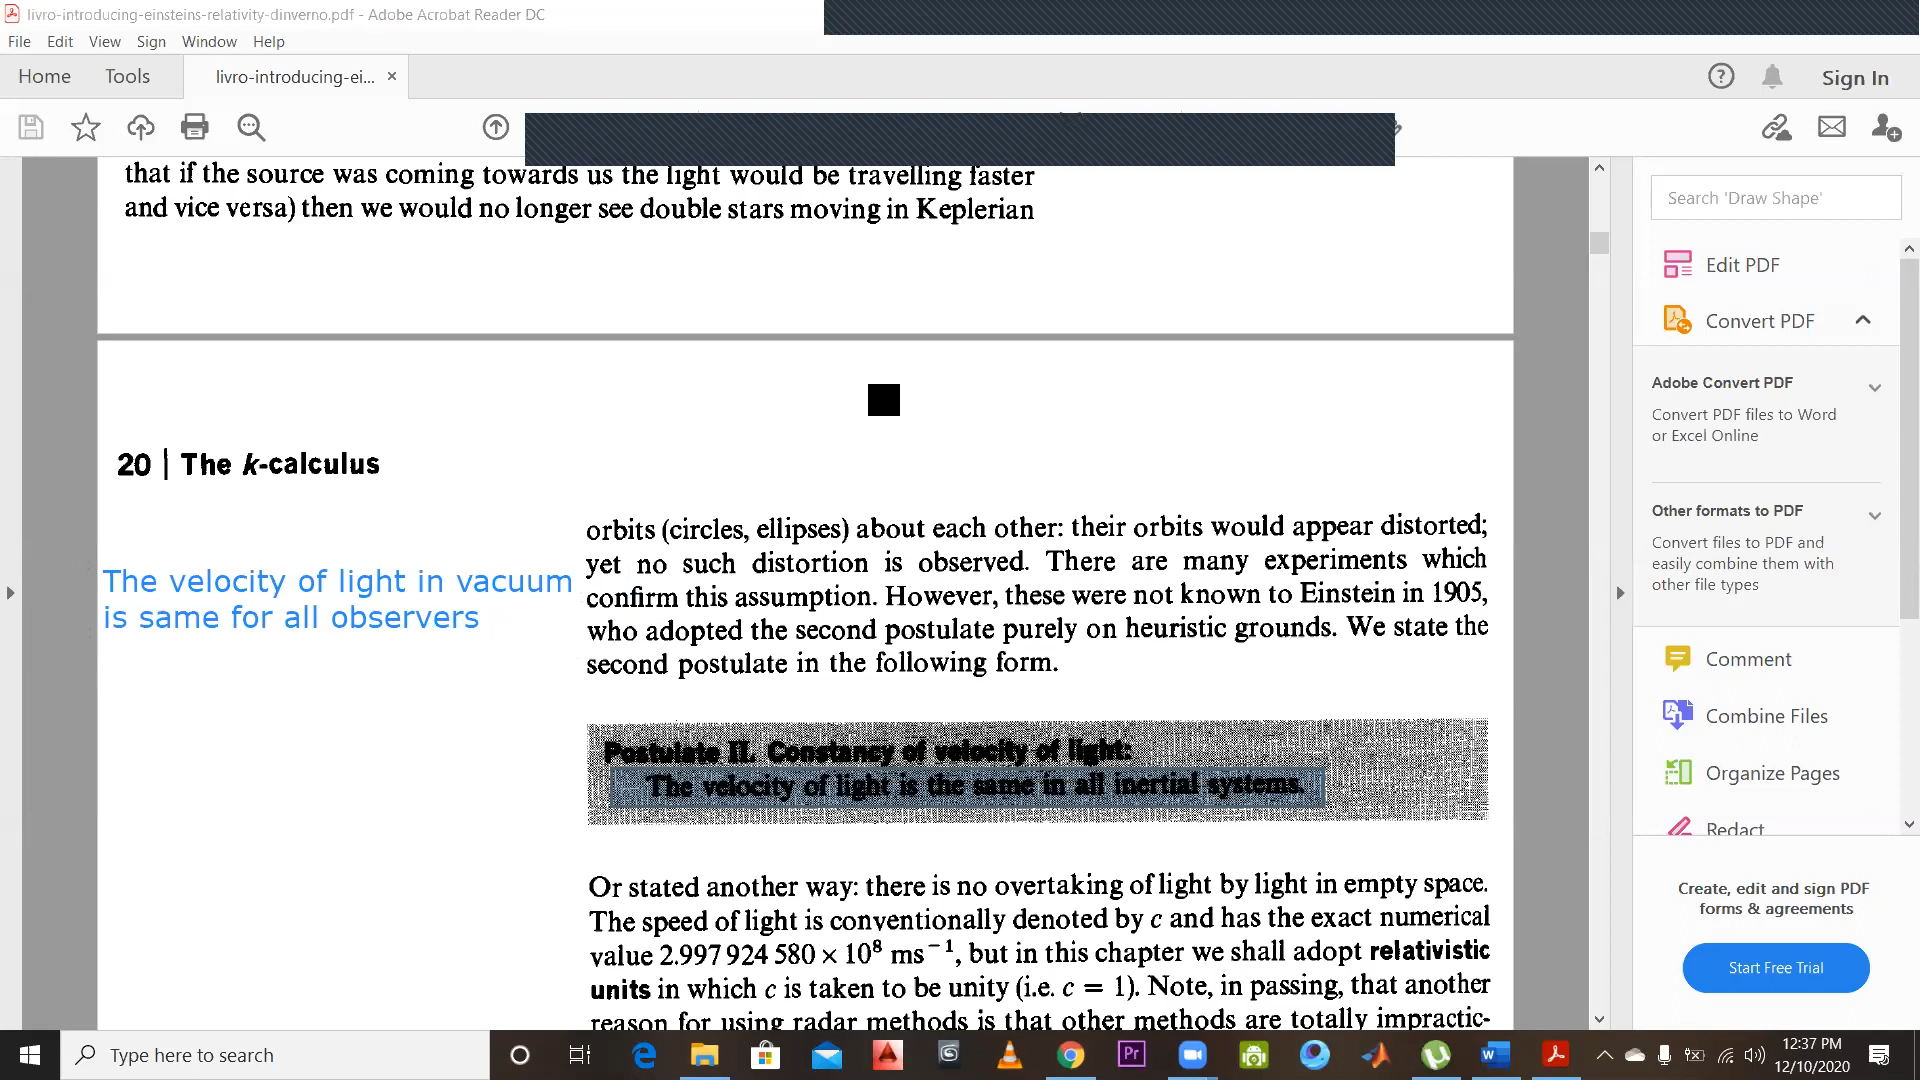 livro-introducing-einsteins-relativity-dinverno.pdf - Adobe Acrobat Reader DC
File Edit View Sign Window Help
Home Tools livro-introducing-ei... × Sign In
that if the source was coming towards us the light would be travelling faster
and vice versa) then we would no longer see double stars moving in Keplerian
20 | The k-calculus
The velocity of light in vacuum
is same for all observers
orbits (circles, ellipses) about each other: their orbits would appear distorted;
yet no such distortion is observed. There are many experiments which
confirm this assumption. However, these were not known to Einstein in 1905,
who adopted the second postulate purely on heuristic grounds. We state the
second postulate in the following form.
Postulate II. Constancy of velocity of light:
The velocity of light is the same in all inertial systems.
Or stated another way: there is no overtaking of light by light in empty space.
The speed of light is conventionally denoted by c and has the exact numerical
value 2.997 924 580 × 10⁸ ms⁻¹, but in this chapter we shall adopt relativistic
units in which c is taken to be unity (i.e. c = 1). Note, in passing, that another
reason for using radar methods is that other methods are totally impractic-
Search 'Draw Shape'
Edit PDF
Convert PDF
Adobe Convert PDF
Convert PDF files to Word
or Excel Online
Other formats to PDF
Convert files to PDF and
easily combine them with
other file types
Comment
Combine Files
Organize Pages
Redact
Create, edit and sign PDF
forms & agreements
Start Free Trial
Type here to search
12:37 PM
12/10/2020